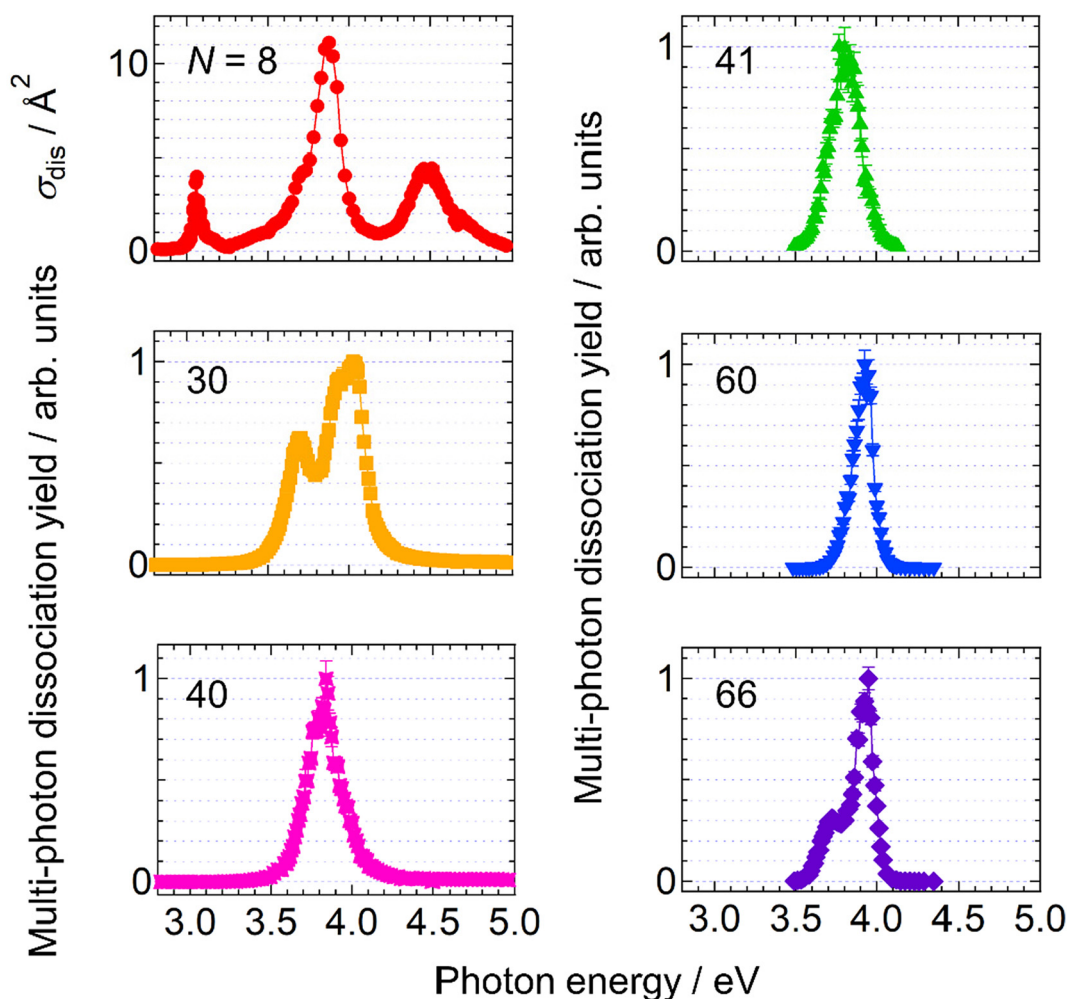 σdis / Å²
10
0
N = 8
Multi-photon dissociation yield / arb. units
1
0
30
1
0
40
3.0 3.5 4.0 4.5 5.0
Multi-photon dissociation yield / arb. units
1
0
41
1
0
60
1
0
66
3.0 3.5 4.0 4.5 5.0
Photon energy / eV